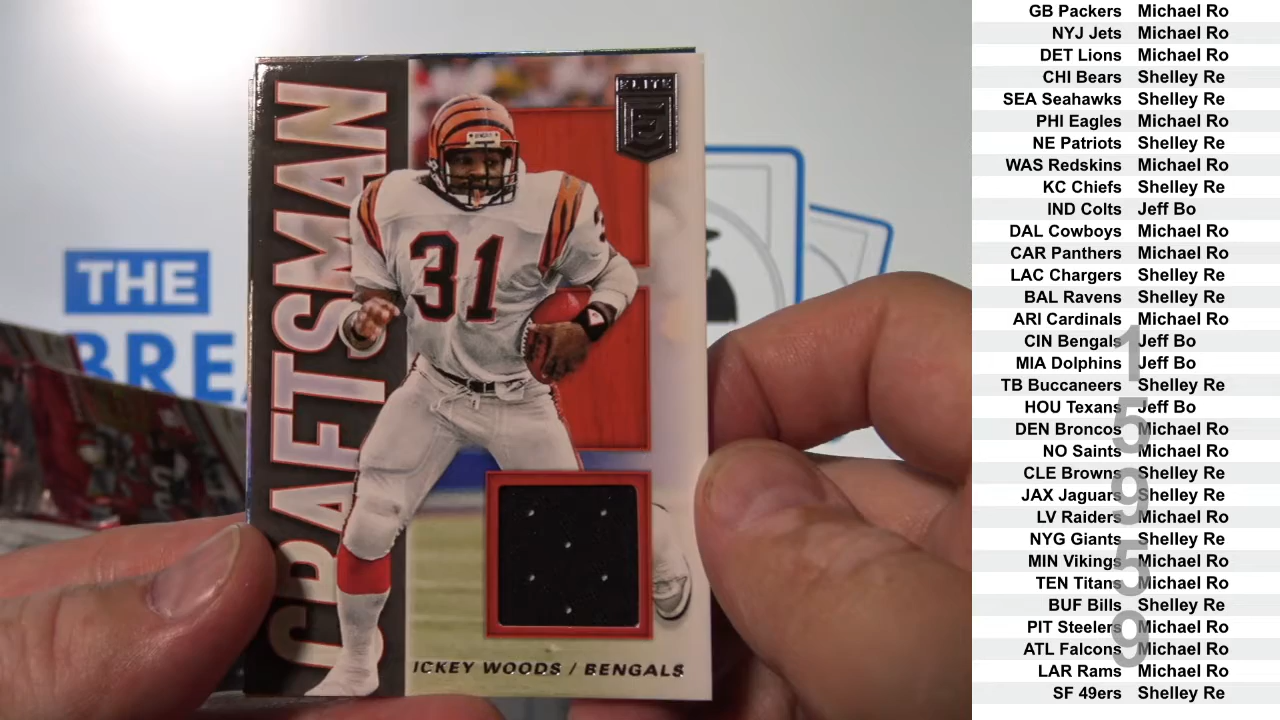 THE
BREA
CRAFTSMAN
ELITE
E
BENGALS
31
3
ICKEY WOODS / BENGALS
GB Packers Michael Ro
NYJ Jets Michael Ro
DET Lions Michael Ro
CHI Bears Shelley Re
SEA Seahawks Shelley Re
PHI Eagles Michael Ro
NE Patriots Shelley Re
WAS Redskins Michael Ro
KC Chiefs Shelley Re
IND Colts Jeff Bo
DAL Cowboys Michael Ro
CAR Panthers Michael Ro
LAC Chargers Shelley Re
BAL Ravens Shelley Re
ARI Cardinals Michael Ro
CIN Bengals Jeff Bo
MIA Dolphins Jeff Bo
TB Buccaneers Shelley Re
HOU Texans Jeff Bo
DEN Broncos Michael Ro
NO Saints Michael Ro
CLE Browns Shelley Re
JAX Jaguars Shelley Re
LV Raiders Michael Ro
NYG Giants Shelley Re
MIN Vikings Michael Ro
TEN Titans Michael Ro
BUF Bills Shelley Re
PIT Steelers Michael Ro
ATL Falcons Michael Ro
LAR Rams Michael Ro
SF 49ers Shelley Re
15959